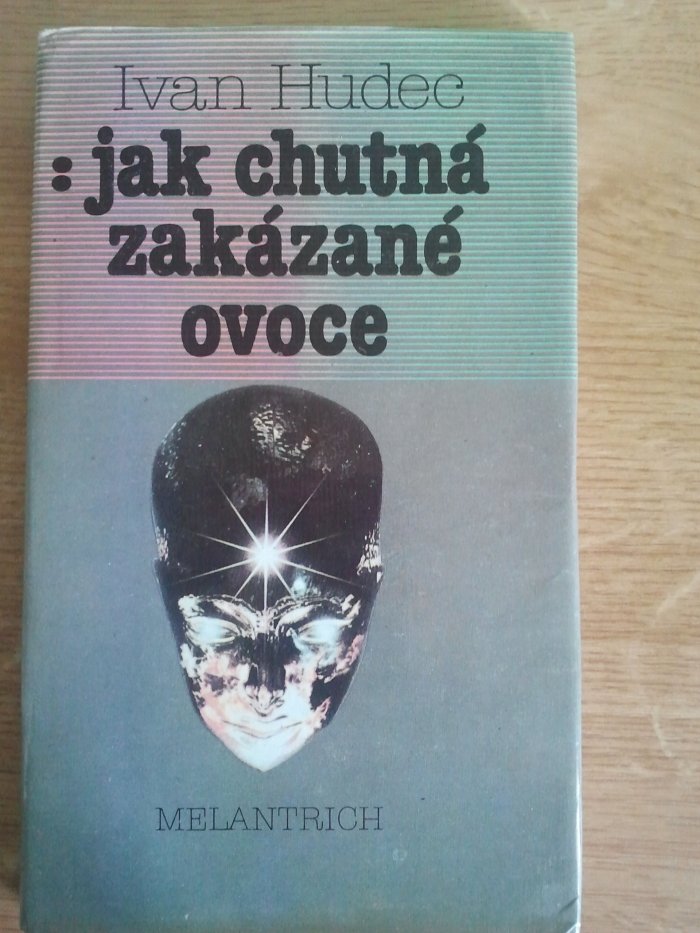 Ivan Hudec
: jak chutná
zakázané
ovoce
MELANTRICH